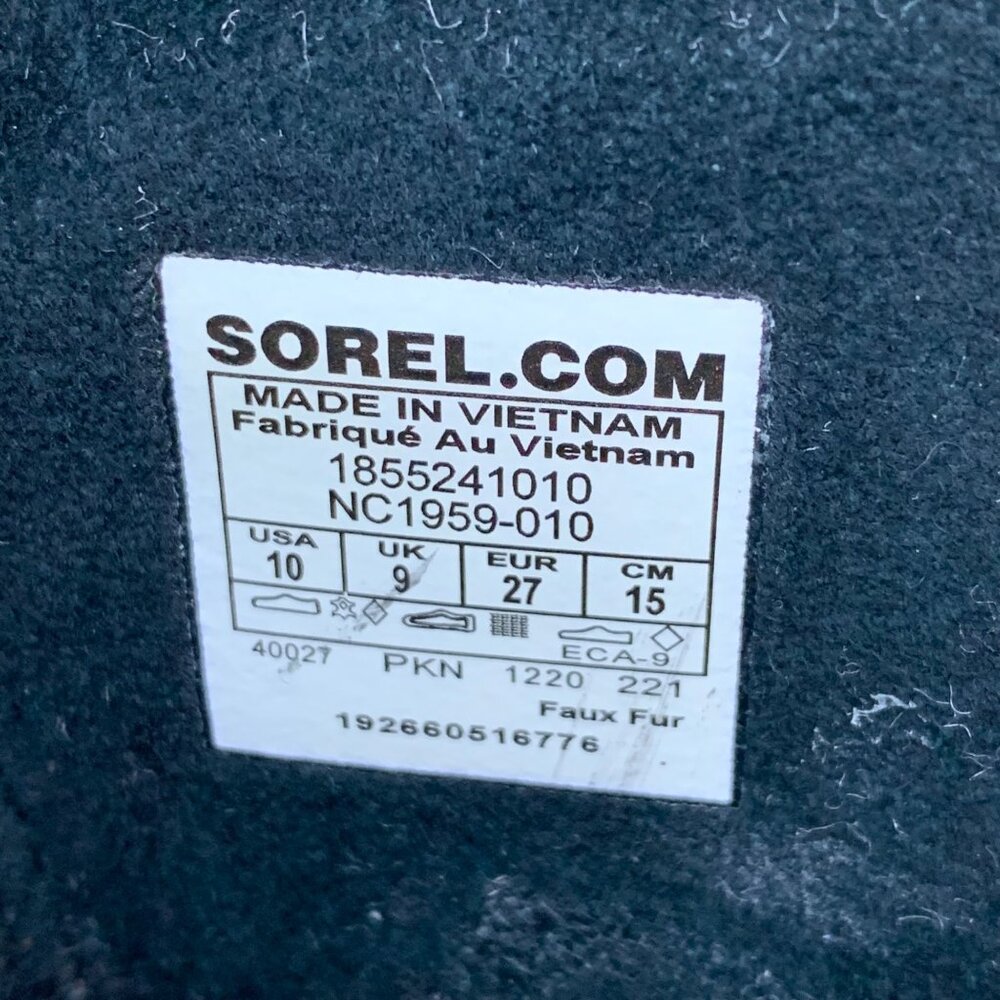 SOREL.COM
MADE IN VIETNAM
Fabriqué Au Vietnam
1855241010
NC1959-010
USA UK EUR CM
10 9 27 15
ECA-9
40027 PKN 1220 221
Faux Fur
192660516776